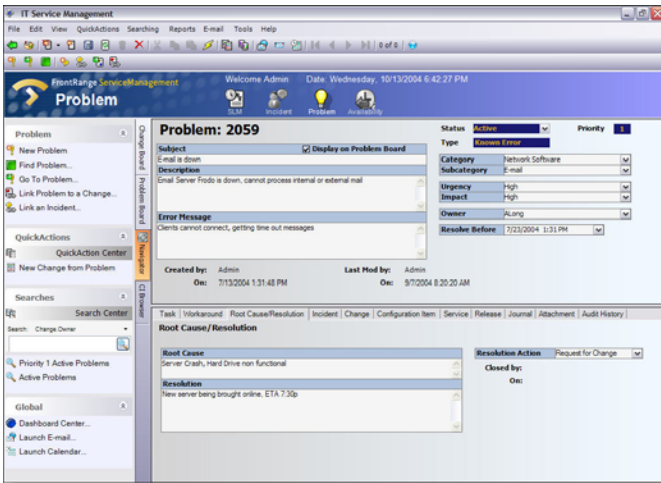 IT Service Management
File Edit View QuickActions Searching Reports E-mail Tools Help
0 of 0
FrontRange ServiceManagement
Problem
Welcome Admin Date: Wednesday, 10/13/2004 6:42:27 PM
SLM Incident Problem Availability
Problem
New Problem
Find Problem...
Go To Problem...
Link Problem to a Change...
Link an Incident...
QuickActions
QuickAction Center
New Change from Problem
Searches
Search Center
Search: Change Owner
Priority 1 Active Problems
Active Problems
Global
Dashboard Center...
Launch E-mail...
Launch Calendar...
Change Board
Problem Board
Navigator
CI Browser
Problem: 2059
Subject Display on Problem Board
E-mail is down
Description
Email Server Frodo is down, cannot process internal or external mail
Error Message
Clients cannot connect, getting time out messages
Created by: Admin Last Mod by: Admin
On: 7/13/2004 1:31:48 PM On: 9/7/2004 8:20:20 AM
Status Active Priority 1
Type Known Error
Category Network Software
Subcategory E-mail
Urgency High
Impact High
Owner ALong
Resolve Before 7/23/2004 1:31 PM
Task Workaround Root Cause/Resolution Incident Change Configuration Item Service Release Journal Attachment Audit History
Root Cause/Resolution
Root Cause
Server Crash, Hard Drive non functional
Resolution
New server being brought online, ETA 7:30p
Resolution Action Request for Change
Closed by:
On: